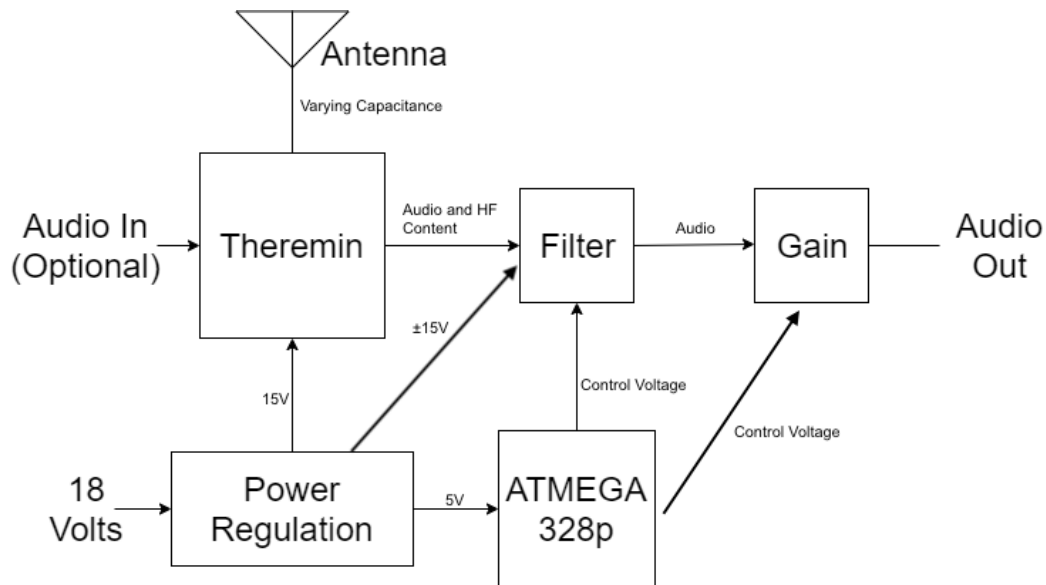 Antenna
Varying Capacitance
Audio In
(Optional)
Theremin
Audio and HF
Content
Filter
Audio
Gain
Audio
Out
±15V
15V
Control Voltage
Control Voltage
18
Volts
Power
Regulation
5V
ATMEGA
328p